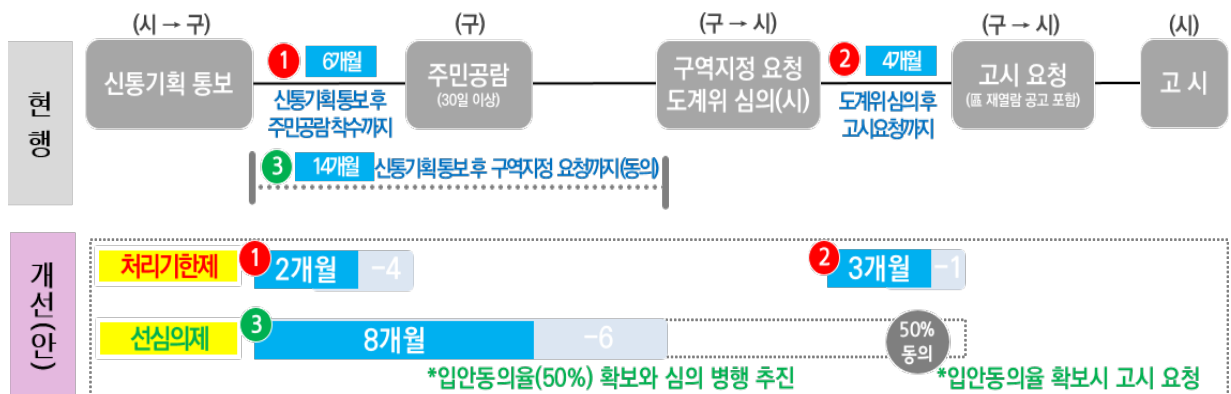 (시 → 구)
(구)
(구 → 시)
(구 → 시)
(시)
현행
신통기획 통보
1 6개월
신통기획 통보 후
주민공람 착수까지
주민공람
(30일 이상)
구역지정 요청
도계위 심의(시)
2 4개월
도계위 심의 후
고시요청까지
고시 요청
(區 재열람 공고 포함)
고 시
3 14개월 신통기획 통보 후 구역지정 요청까지(동의)
개선(안)
처리기한제
1 2개월 -4
2 3개월 -1
선심의제
3 8개월 -6
50%
동의
*입안동의율(50%) 확보와 심의 병행 추진
*입안동의율 확보시 고시 요청